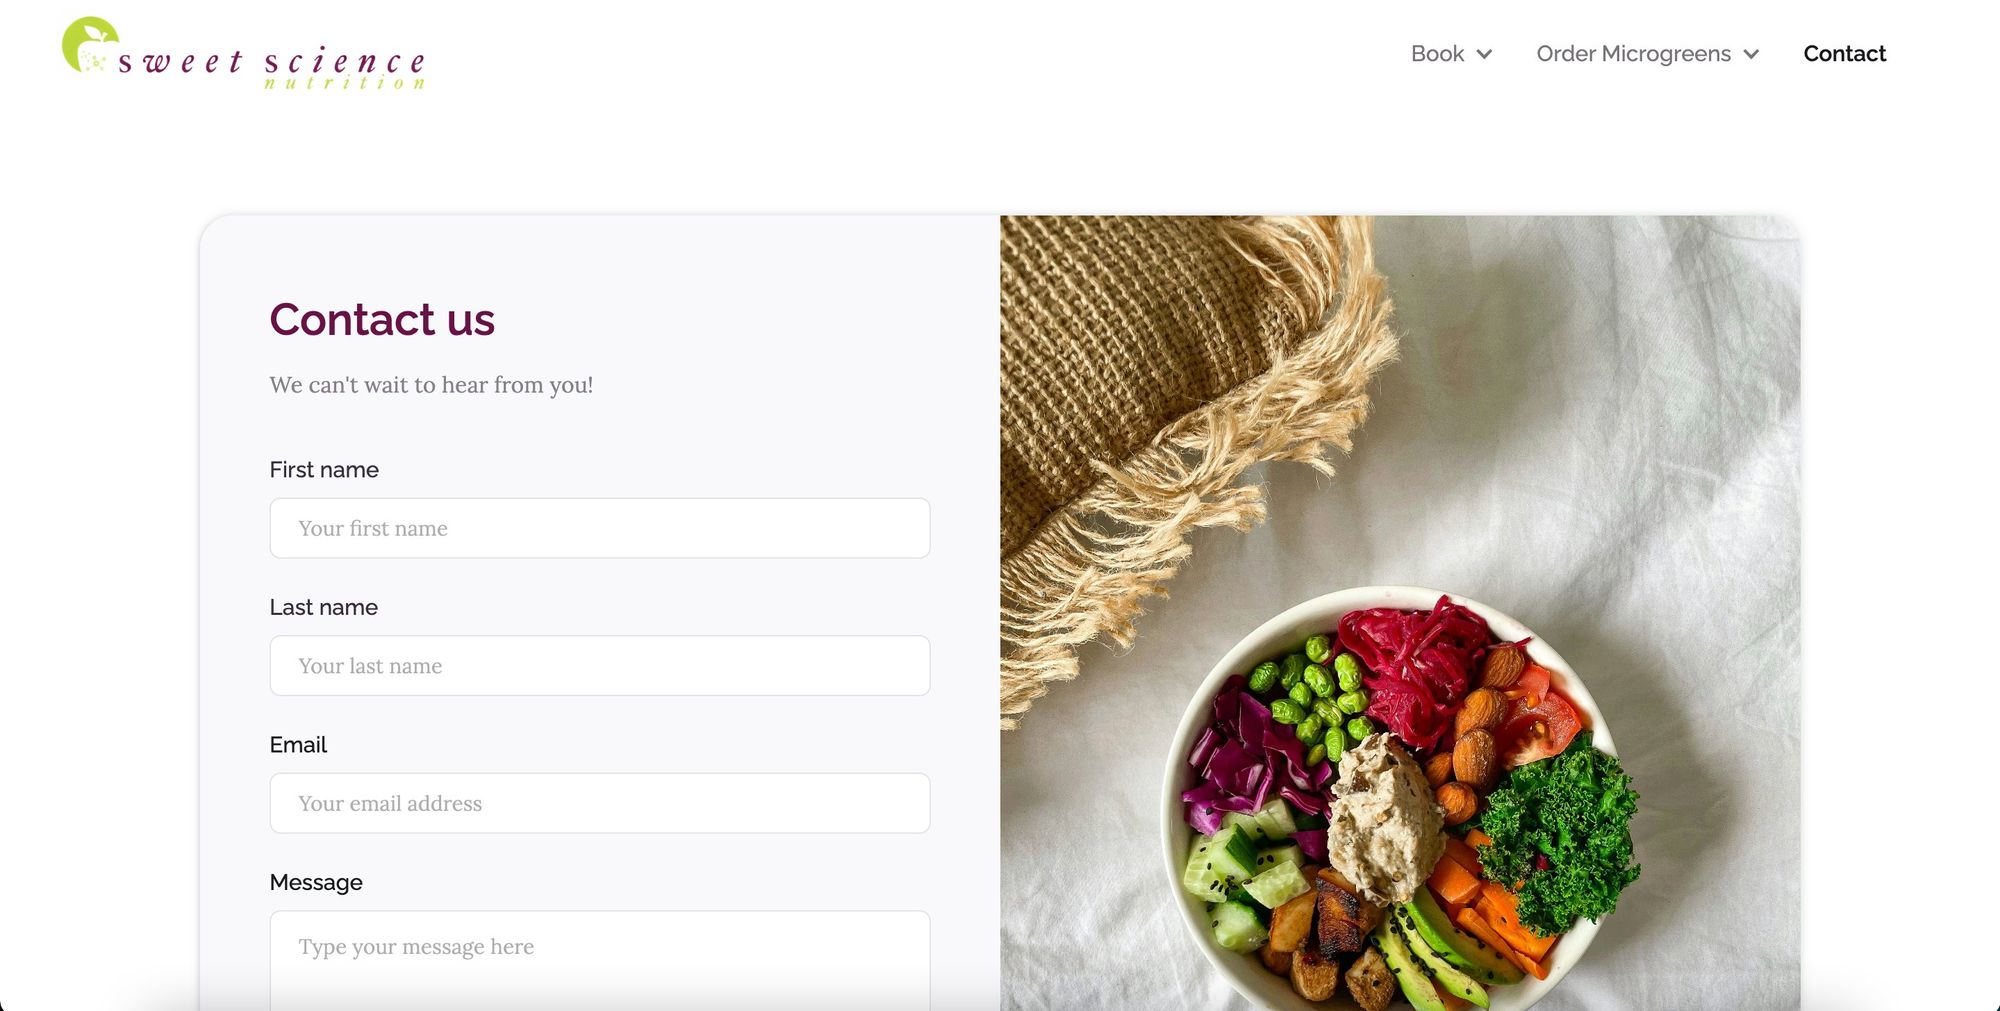 sweet science
nutrition
Book
Order Microgreens
Contact
Contact us
We can't wait to hear from you!
First name
Your first name
Last name
Your last name
Email
Your email address
Message
Type your message here